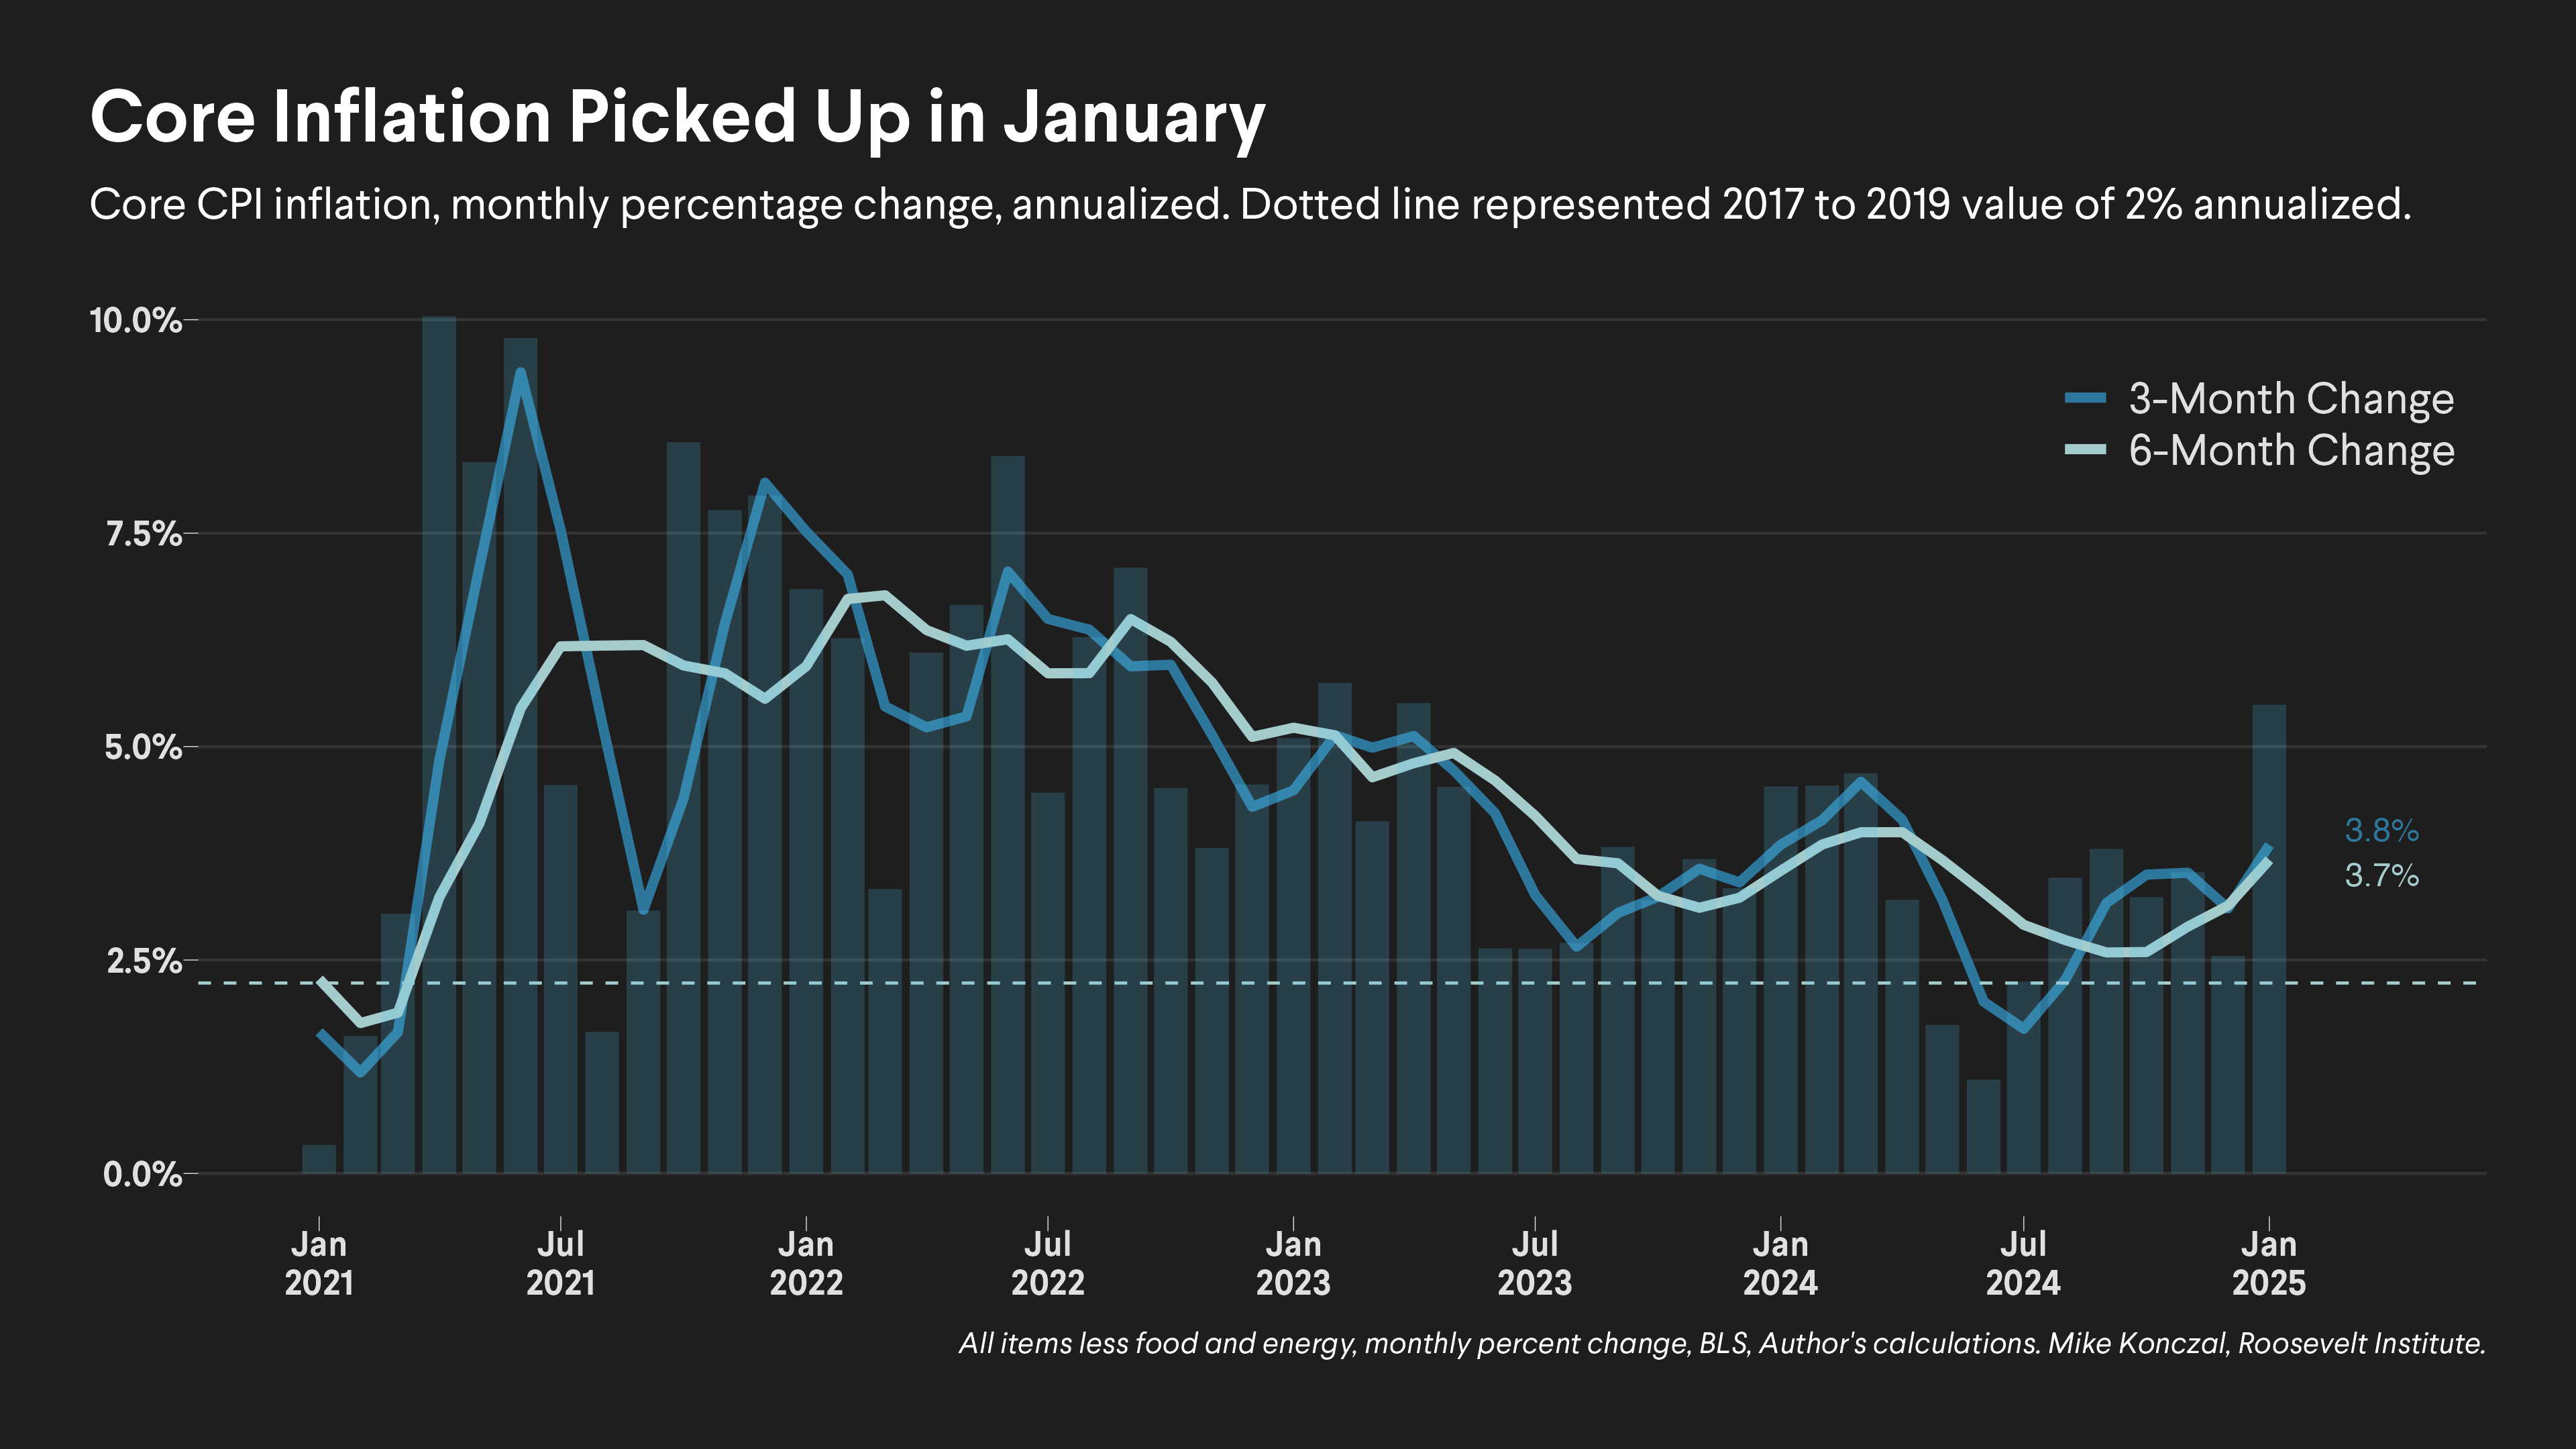 Core Inflation Picked Up in January
Core CPI inflation, monthly percentage change, annualized. Dotted line represented 2017 to 2019 value of 2% annualized.
10.0%
7.5%
5.0%
2.5%
0.0%
3-Month Change
6-Month Change
3.8%
3.7%
Jan
2021
Jul
2021
Jan
2022
Jul
2022
Jan
2023
Jul
2023
Jan
2024
Jul
2024
Jan
2025
All items less food and energy, monthly percent change, BLS, Author's calculations. Mike Konczal, Roosevelt Institute.